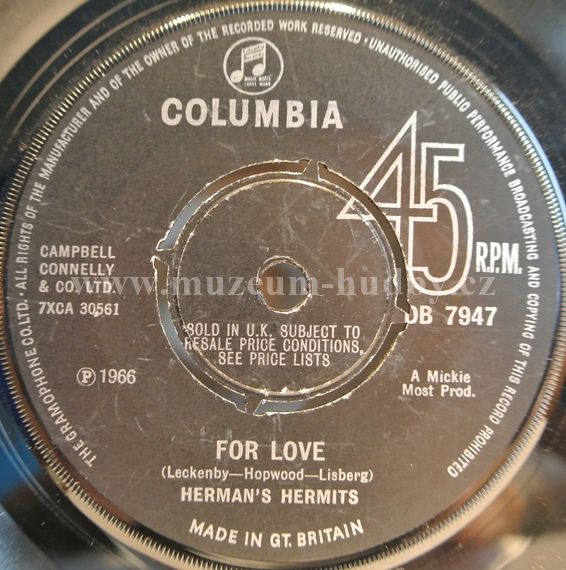 THE GRAMOPHONE CO. LTD. · ALL RIGHTS OF THE MANUFACTURER AND OF THE OWNER OF THE RECORDED WORK RESERVED · UNAUTHORISED PUBLIC PERFORMANCE BROADCASTING AND COPYING OF THIS RECORD PROHIBITED
MAGIC NOTES
TRADE MARK
COLUMBIA
45
R.P.M.
CAMPBELL
CONNELLY
& CO. LTD.
www.muzeum-hudby.cz
7XCA 30561
DB 7947
SOLD IN U.K. SUBJECT TO
RESALE PRICE CONDITIONS,
SEE PRICE LISTS
Ⓟ 1966
A Mickie
Most Prod.
FOR LOVE
(Leckenby—Hopwood—Lisberg)
HERMAN'S HERMITS
MADE IN GT. BRITAIN